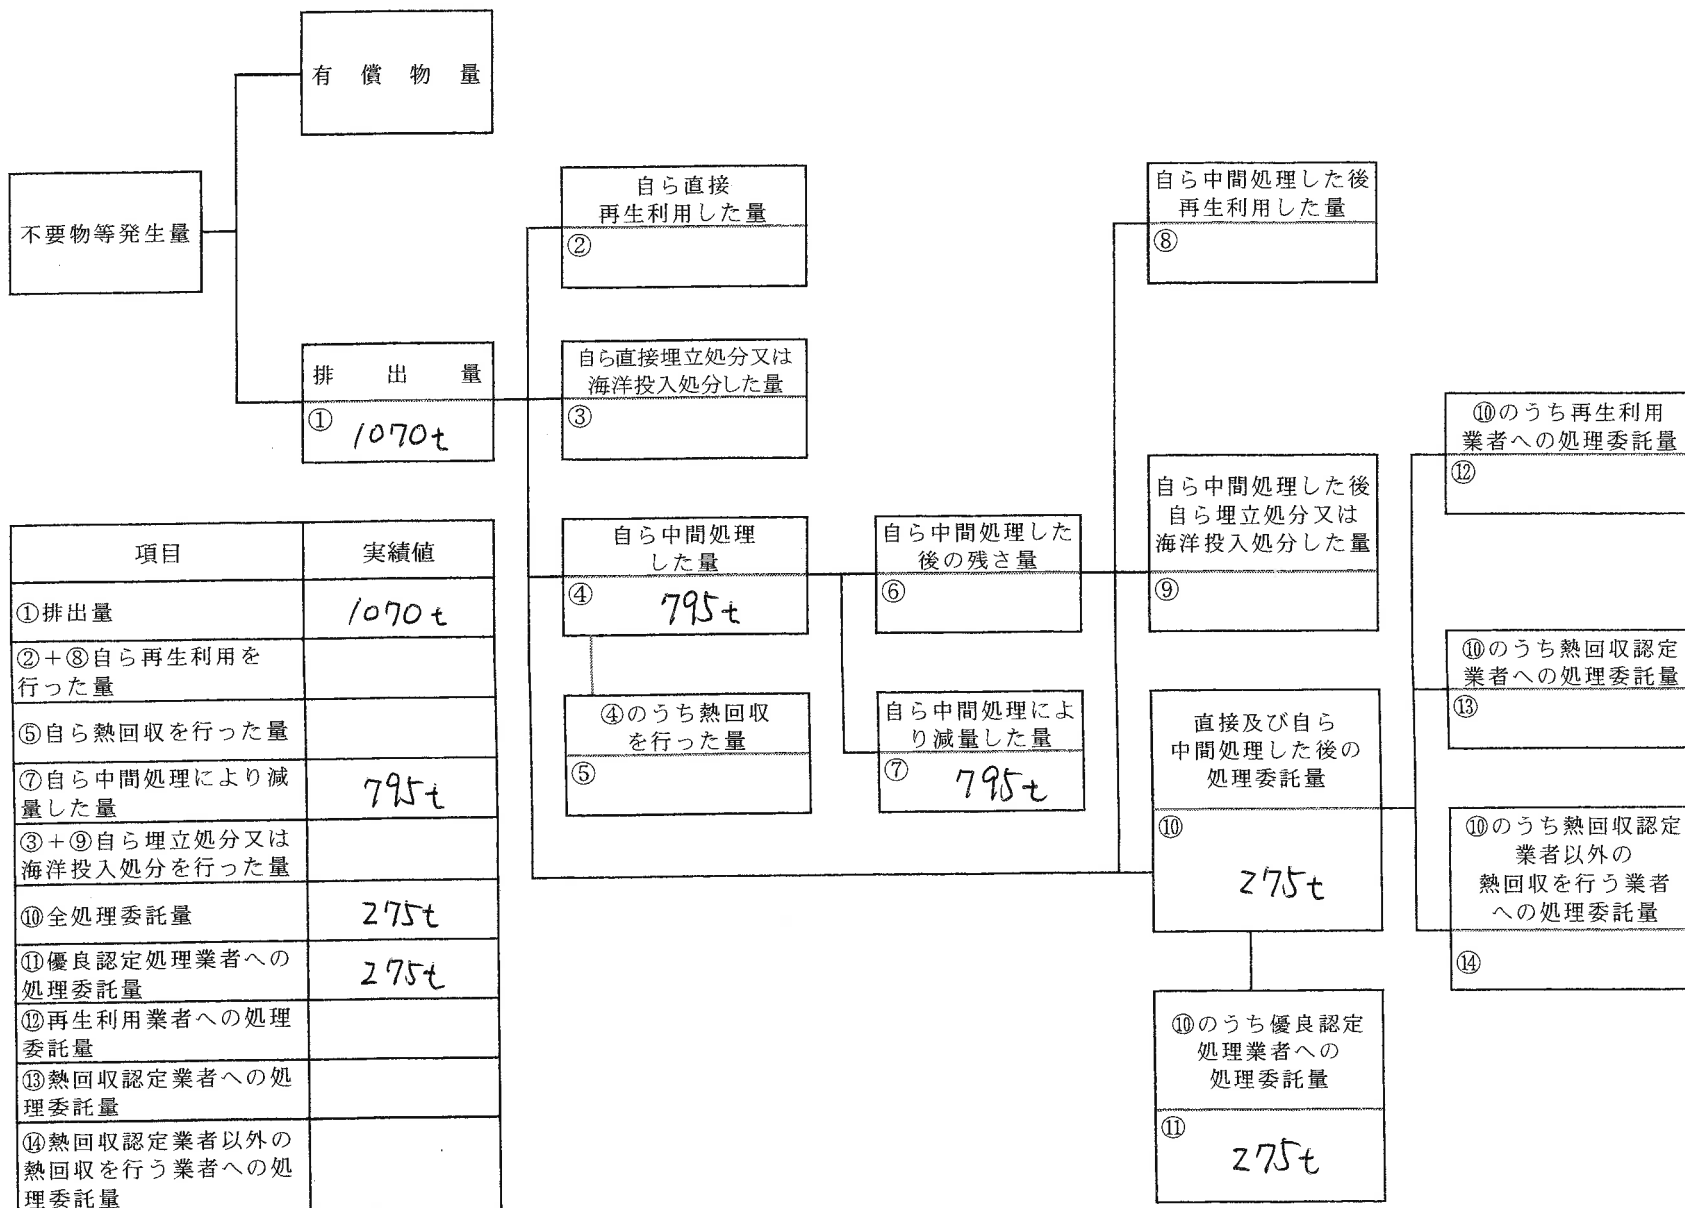 有償物量
不要物等発生量
排出量
① 1070t
自ら直接
再生利用した量
②
自ら直接埋立処分又は
海洋投入処分した量
③
自ら中間処理
した量
④ 795t
④のうち熱回収
を行った量
⑤
自ら中間処理した
後の残さ量
⑥
自ら中間処理によ
り減量した量
⑦ 795t
自ら中間処理した後
再生利用した量
⑧
自ら中間処理した後
自ら埋立処分又は
海洋投入処分した量
⑨
直接及び自ら
中間処理した後の
処理委託量
⑩
275t
⑩のうち優良認定
処理業者への
処理委託量
⑪
275t
⑩のうち再生利用
業者への処理委託量
⑫
⑩のうち熱回収認定
業者への処理委託量
⑬
⑩のうち熱回収認定
業者以外の
熱回収を行う業者
への処理委託量
⑭
項目 実績値
①排出量 1070t
②+⑧自ら再生利用を
行った量
⑤自ら熱回収を行った量
⑦自ら中間処理により減
量した量 795t
③+⑨自ら埋立処分又は
海洋投入処分を行った量
⑩全処理委託量 275t
⑪優良認定処理業者への
処理委託量 275t
⑫再生利用業者への処理
委託量
⑬熱回収認定業者への処
理委託量
⑭熱回収認定業者以外の
熱回収を行う業者への処
理委託量